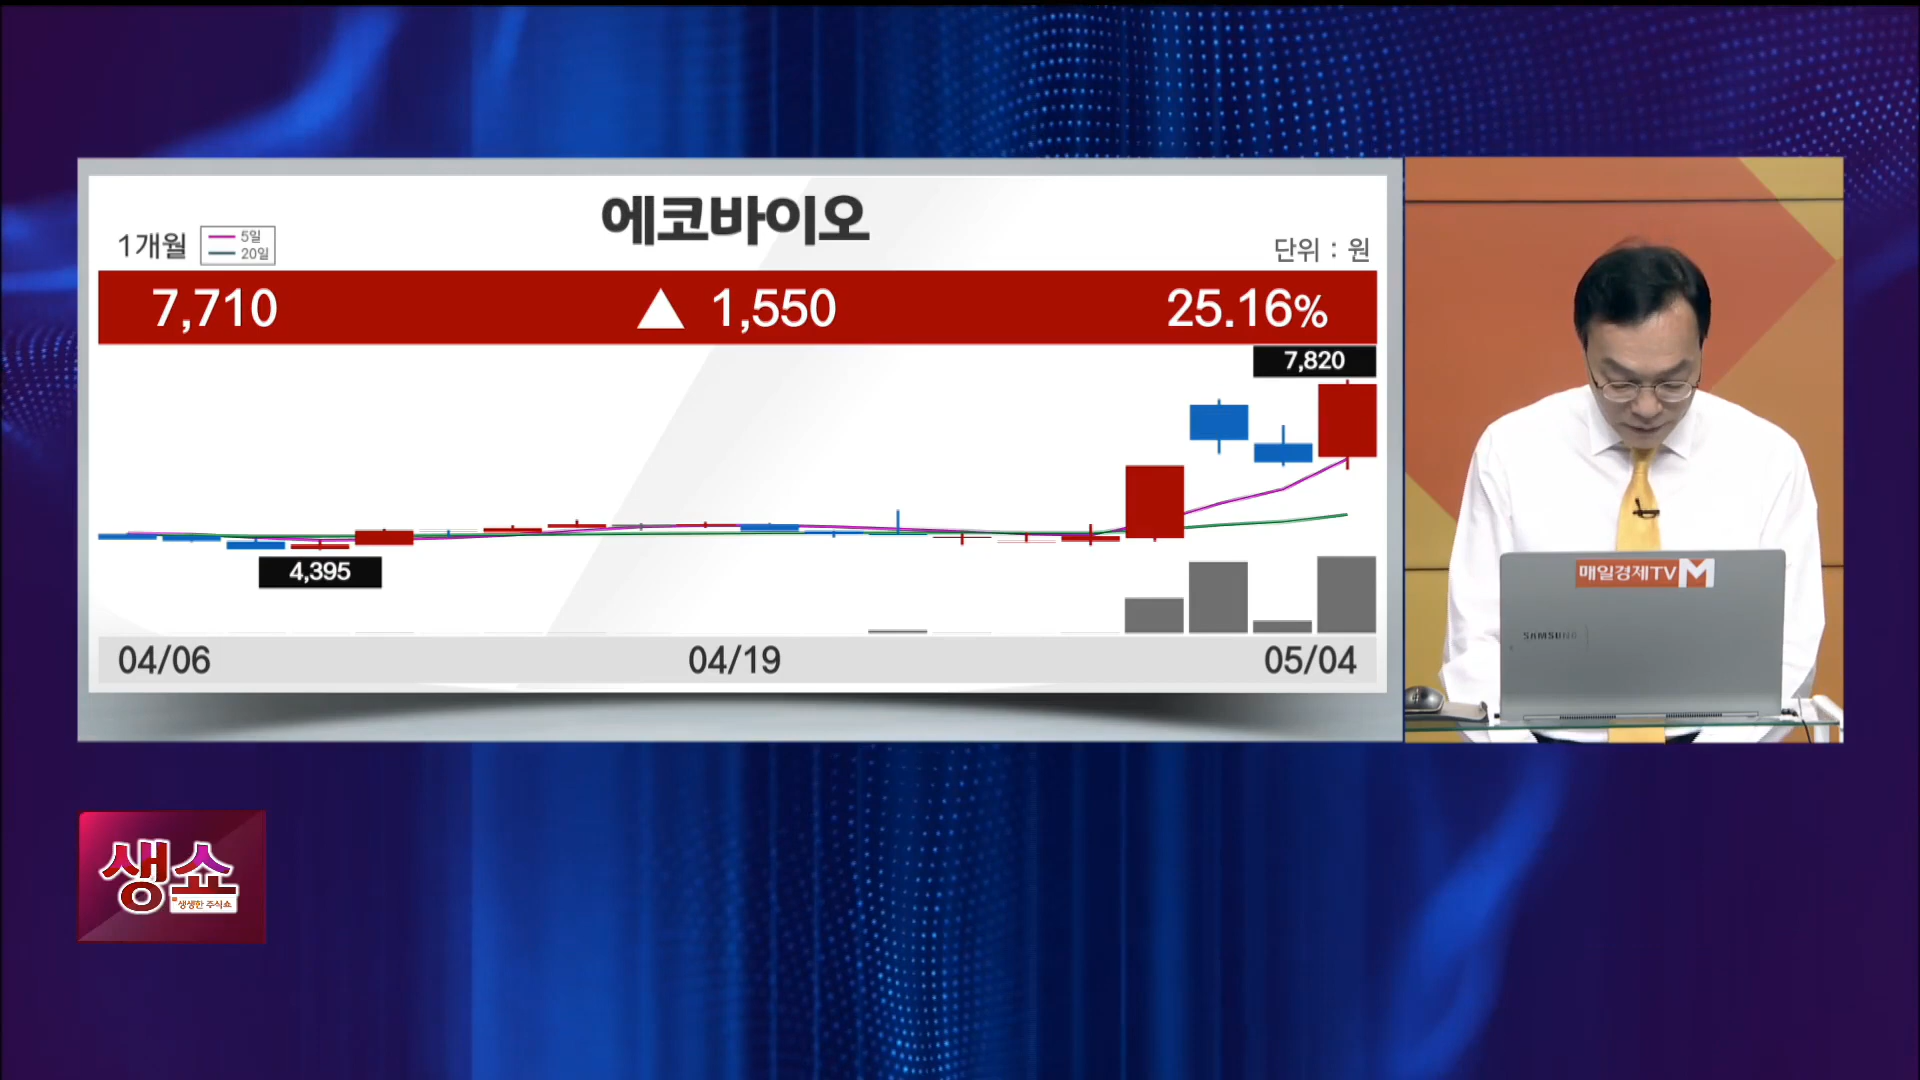 에코바이오
1개월
5일
20일
단위 : 원
7,710 ▲ 1,550 25.16%
7,820
4,395
04/06 04/19 05/04
매일경제TV M
SAMSUNG
생쇼
생생한 주식쇼